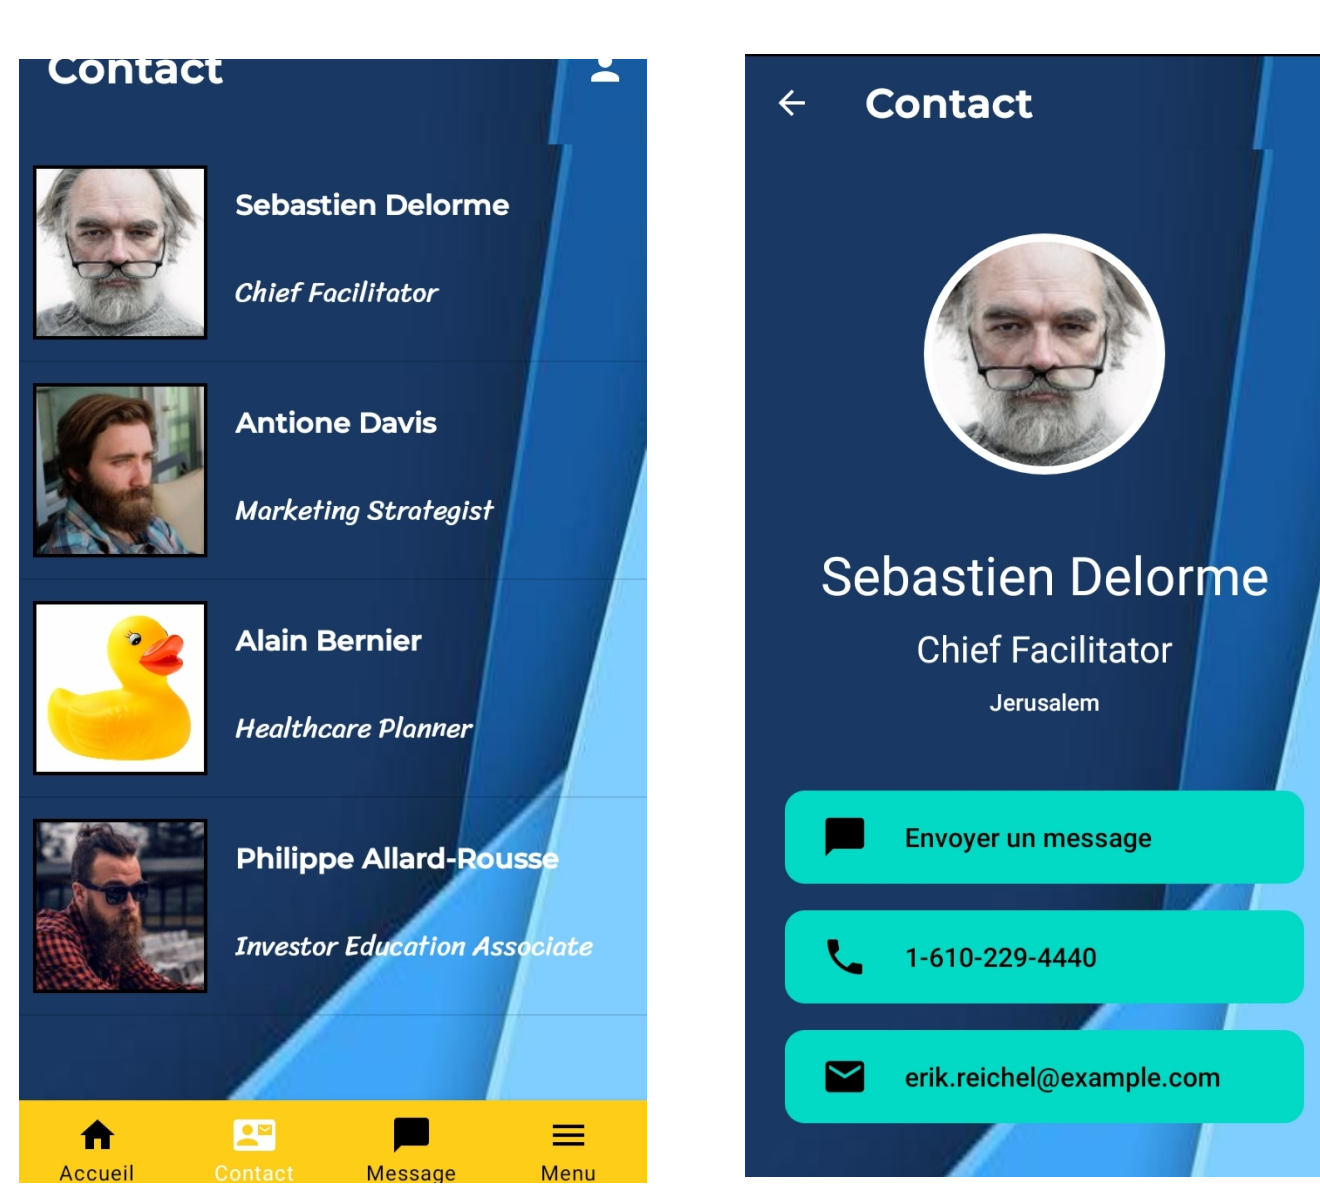 Contact
Sebastien Delorme
Chief Facilitator
Antione Davis
Marketing Strategist
Alain Bernier
Healthcare Planner
Philippe Allard-Rousse
Investor Education Associate
Accueil
Contact
Message
Menu
Contact
Sebastien Delorme
Chief Facilitator
Jerusalem
Envoyer un message
1-610-229-4440
erik.reichel@example.com